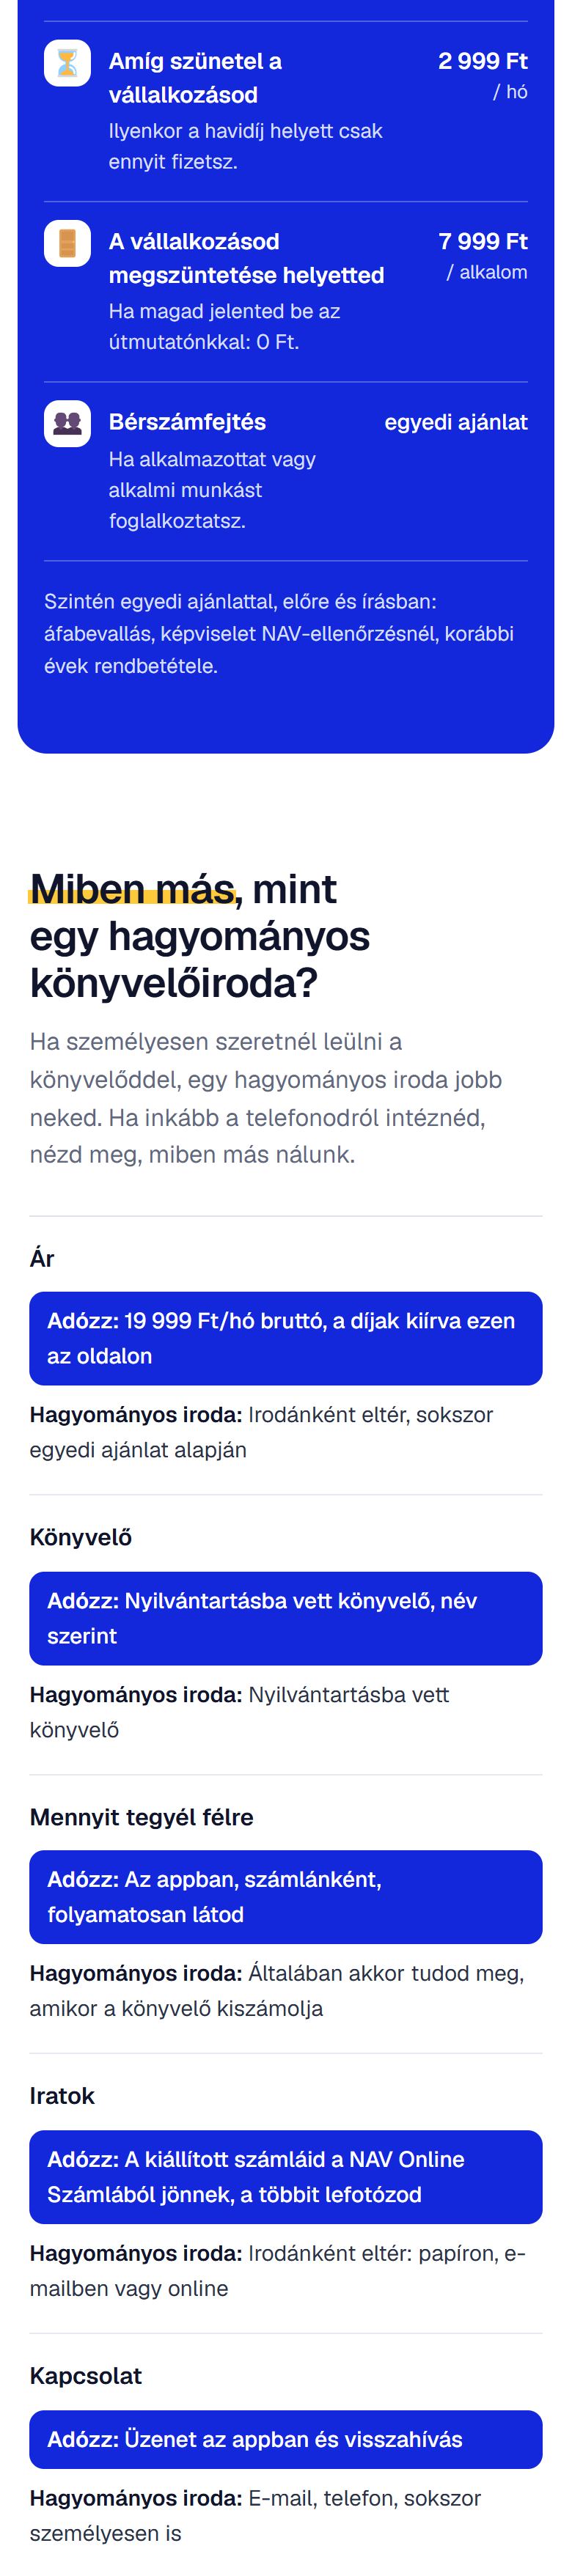 Amíg szünetel a
vállalkozásod
2 999 Ft
/ hó
Ilyenkor a havidíj helyett csak
ennyit fizetsz.
A vállalkozásod
megszüntetése helyetted
7 999 Ft
/ alkalom
Ha magad jelented be az
útmutatónkkal: 0 Ft.
Bérszámfejtés
egyedi ajánlat
Ha alkalmazottat vagy
alkalmi munkást
foglalkoztatsz.
Szintén egyedi ajánlattal, előre és írásban:
áfabevallás, képviselet NAV-ellenőrzésnél, korábbi
évek rendbetétele.
Miben más, mint
egy hagyományos
könyvelőiroda?
Ha személyesen szeretnél leülni a
könyvelőddel, egy hagyományos iroda jobb
neked. Ha inkább a telefonodról intéznéd,
nézd meg, miben más nálunk.
Ár
Adózz: 19 999 Ft/hó bruttó, a díjak kiírva ezen
az oldalon
Hagyományos iroda: Irodánként eltér, sokszor
egyedi ajánlat alapján
Könyvelő
Adózz: Nyilvántartásba vett könyvelő, név
szerint
Hagyományos iroda: Nyilvántartásba vett
könyvelő
Mennyit tegyél félre
Adózz: Az appban, számlánként,
folyamatosan látod
Hagyományos iroda: Általában akkor tudod meg,
amikor a könyvelő kiszámolja
Iratok
Adózz: A kiállított számláid a NAV Online
Számlából jönnek, a többit lefotózod
Hagyományos iroda: Irodánként eltér: papíron, e-
mailben vagy online
Kapcsolat
Adózz: Üzenet az appban és visszahívás
Hagyományos iroda: E-mail, telefon, sokszor
személyesen is